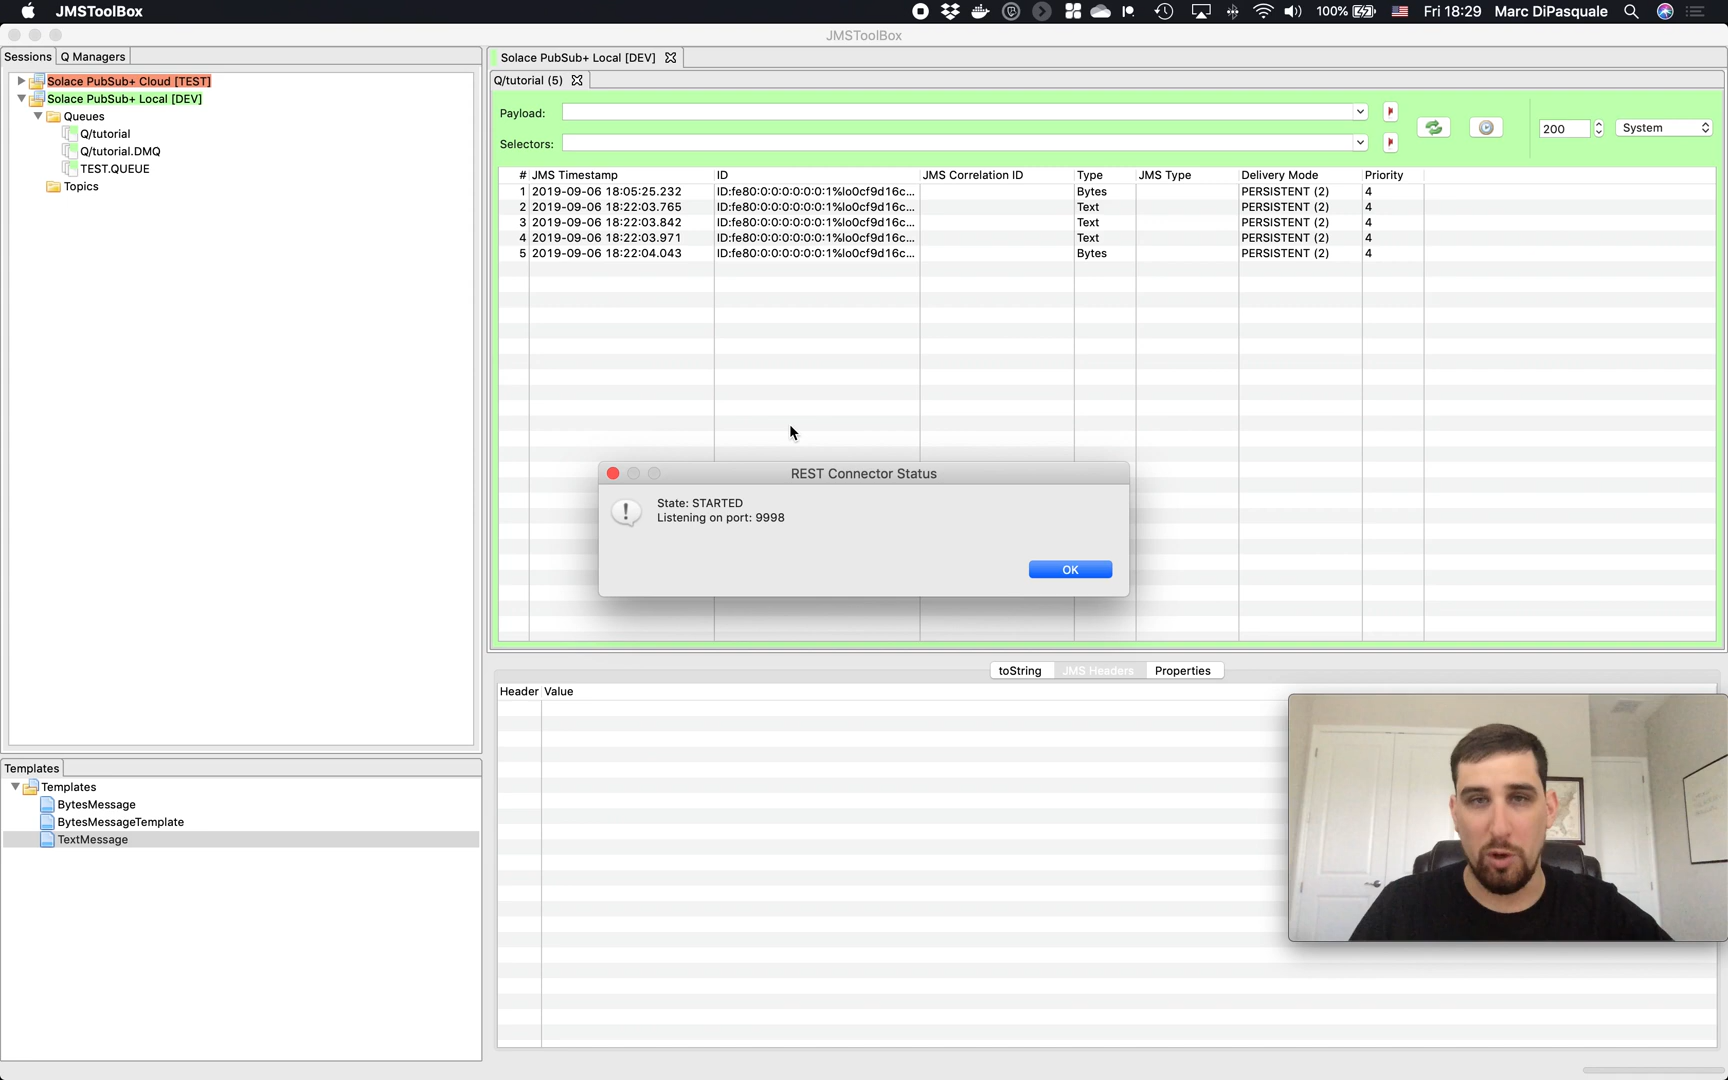 JMSToolBox
100%
Fri 18:29
Marc DiPasquale
JMSToolBox
Sessions
Q Managers
Solace PubSub+ Cloud [TEST]
Solace PubSub+ Local [DEV]
Queues
Q/tutorial
Q/tutorial.DMQ
TEST.QUEUE
Topics
Templates
Templates
BytesMessage
BytesMessageTemplate
TextMessage
Solace PubSub+ Local [DEV]
Q/tutorial (5)
Payload:
Selectors:
200
System
# JMS Timestamp ID JMS Correlation ID Type JMS Type Delivery Mode Priority
1 2019-09-06 18:05:25.232 ID:fe80:0:0:0:0:0:0:1%lo0cf9d16c... Bytes PERSISTENT (2) 4
2 2019-09-06 18:22:03.765 ID:fe80:0:0:0:0:0:0:1%lo0cf9d16c... Text PERSISTENT (2) 4
3 2019-09-06 18:22:03.842 ID:fe80:0:0:0:0:0:0:1%lo0cf9d16c... Text PERSISTENT (2) 4
4 2019-09-06 18:22:03.971 ID:fe80:0:0:0:0:0:0:1%lo0cf9d16c... Text PERSISTENT (2) 4
5 2019-09-06 18:22:04.043 ID:fe80:0:0:0:0:0:0:1%lo0cf9d16c... Bytes PERSISTENT (2) 4
REST Connector Status
State: STARTED
Listening on port: 9998
OK
toString
JMS Headers
Properties
Header Value